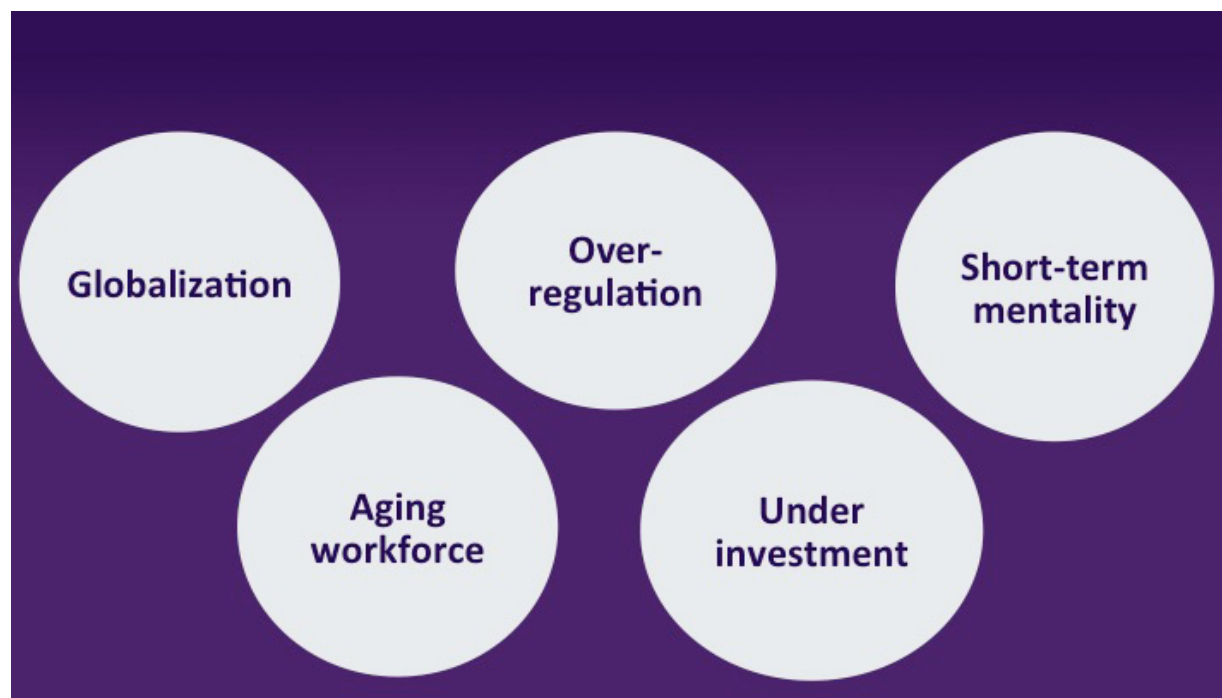 Globalization
Over-
regulation
Short-term
mentality
Aging
workforce
Under
investment